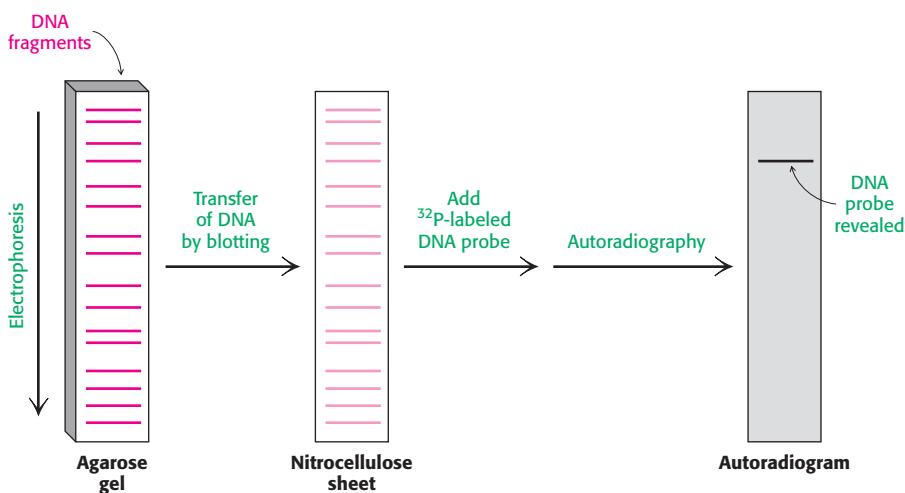 DNA
fragments
Electrophoresis
Agarose
gel
Transfer
of DNA
by blotting
Nitrocellulose
sheet
Add
³²P-labeled
DNA probe
Autoradiography
DNA
probe
revealed
Autoradiogram